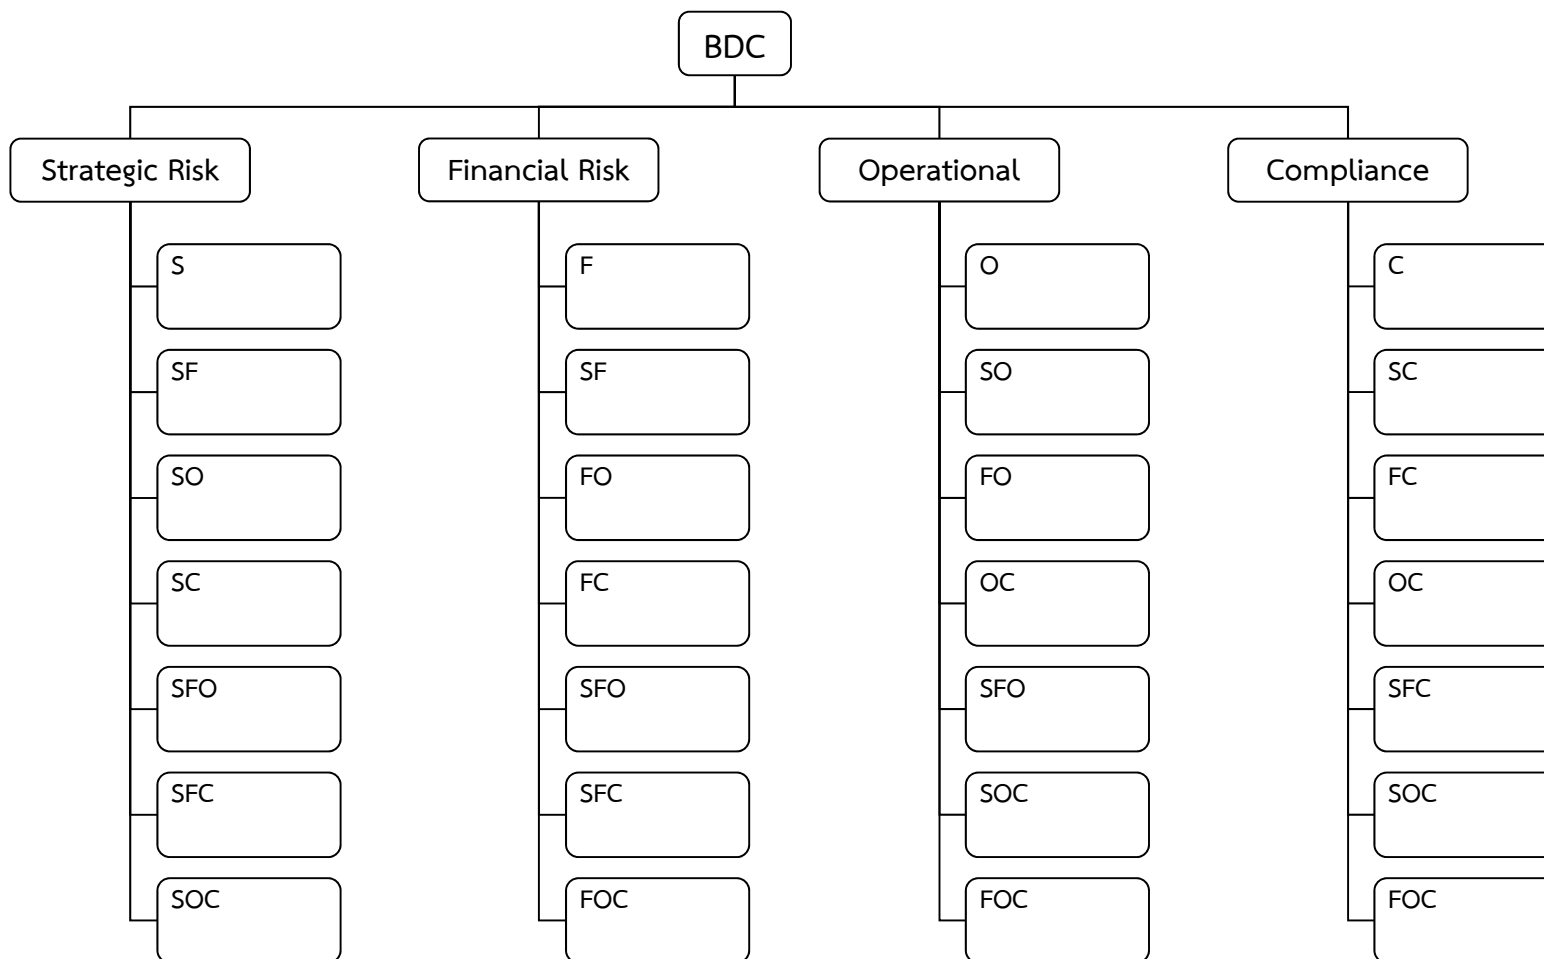 BDC
Strategic Risk
S
SF
SO
SC
SFO
SFC
SOC
Financial Risk
F
SF
FO
FC
SFO
SFC
FOC
Operational
O
SO
FO
OC
SFO
SOC
FOC
Compliance
C
SC
FC
OC
SFC
SOC
FOC